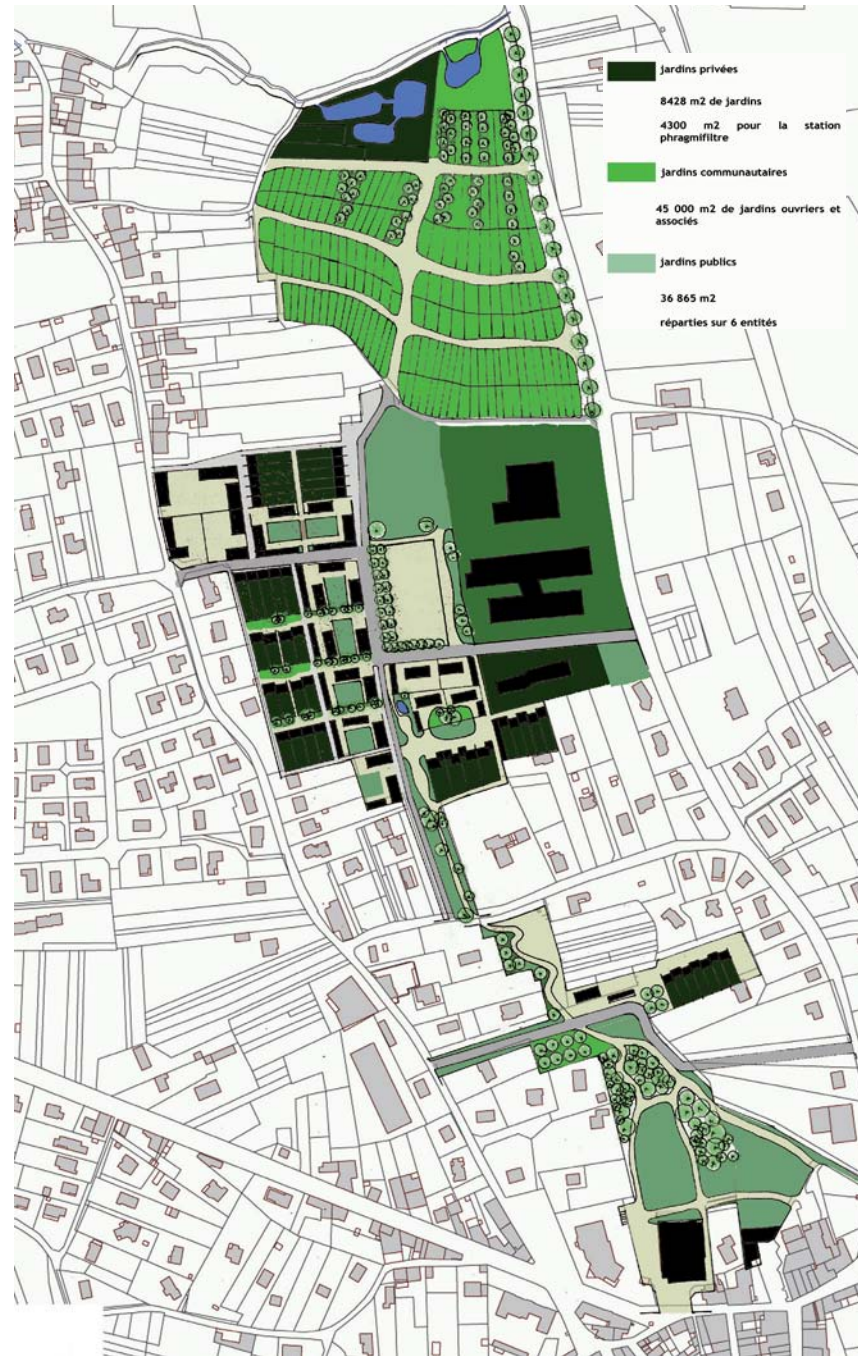 jardins privées
8428 m2 de jardins
4300 m2 pour la station
phragmifiltre
jardins communautaires
45 000 m2 de jardins ouvriers et
associés
jardins publics
36 865 m2
réparties sur 6 entités